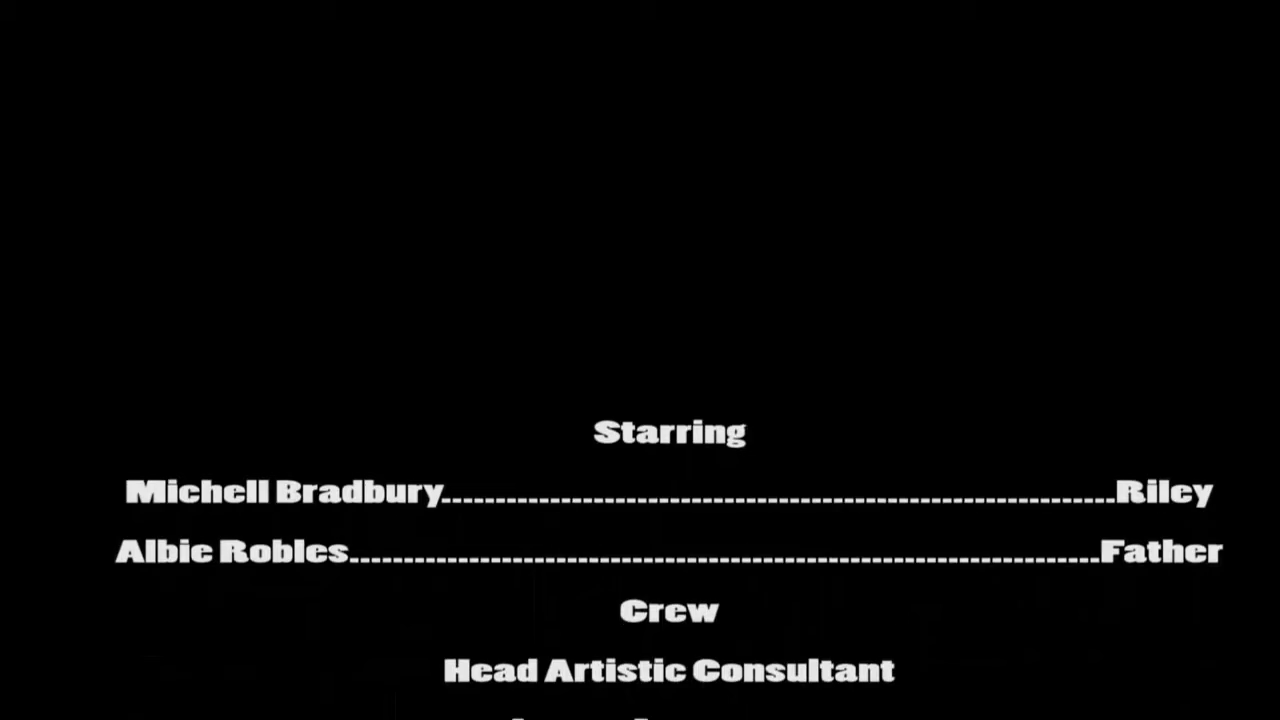 Starring
Michell Bradbury..............................................................Riley
Albie Robles.....................................................................Father
Crew
Head Artistic Consultant